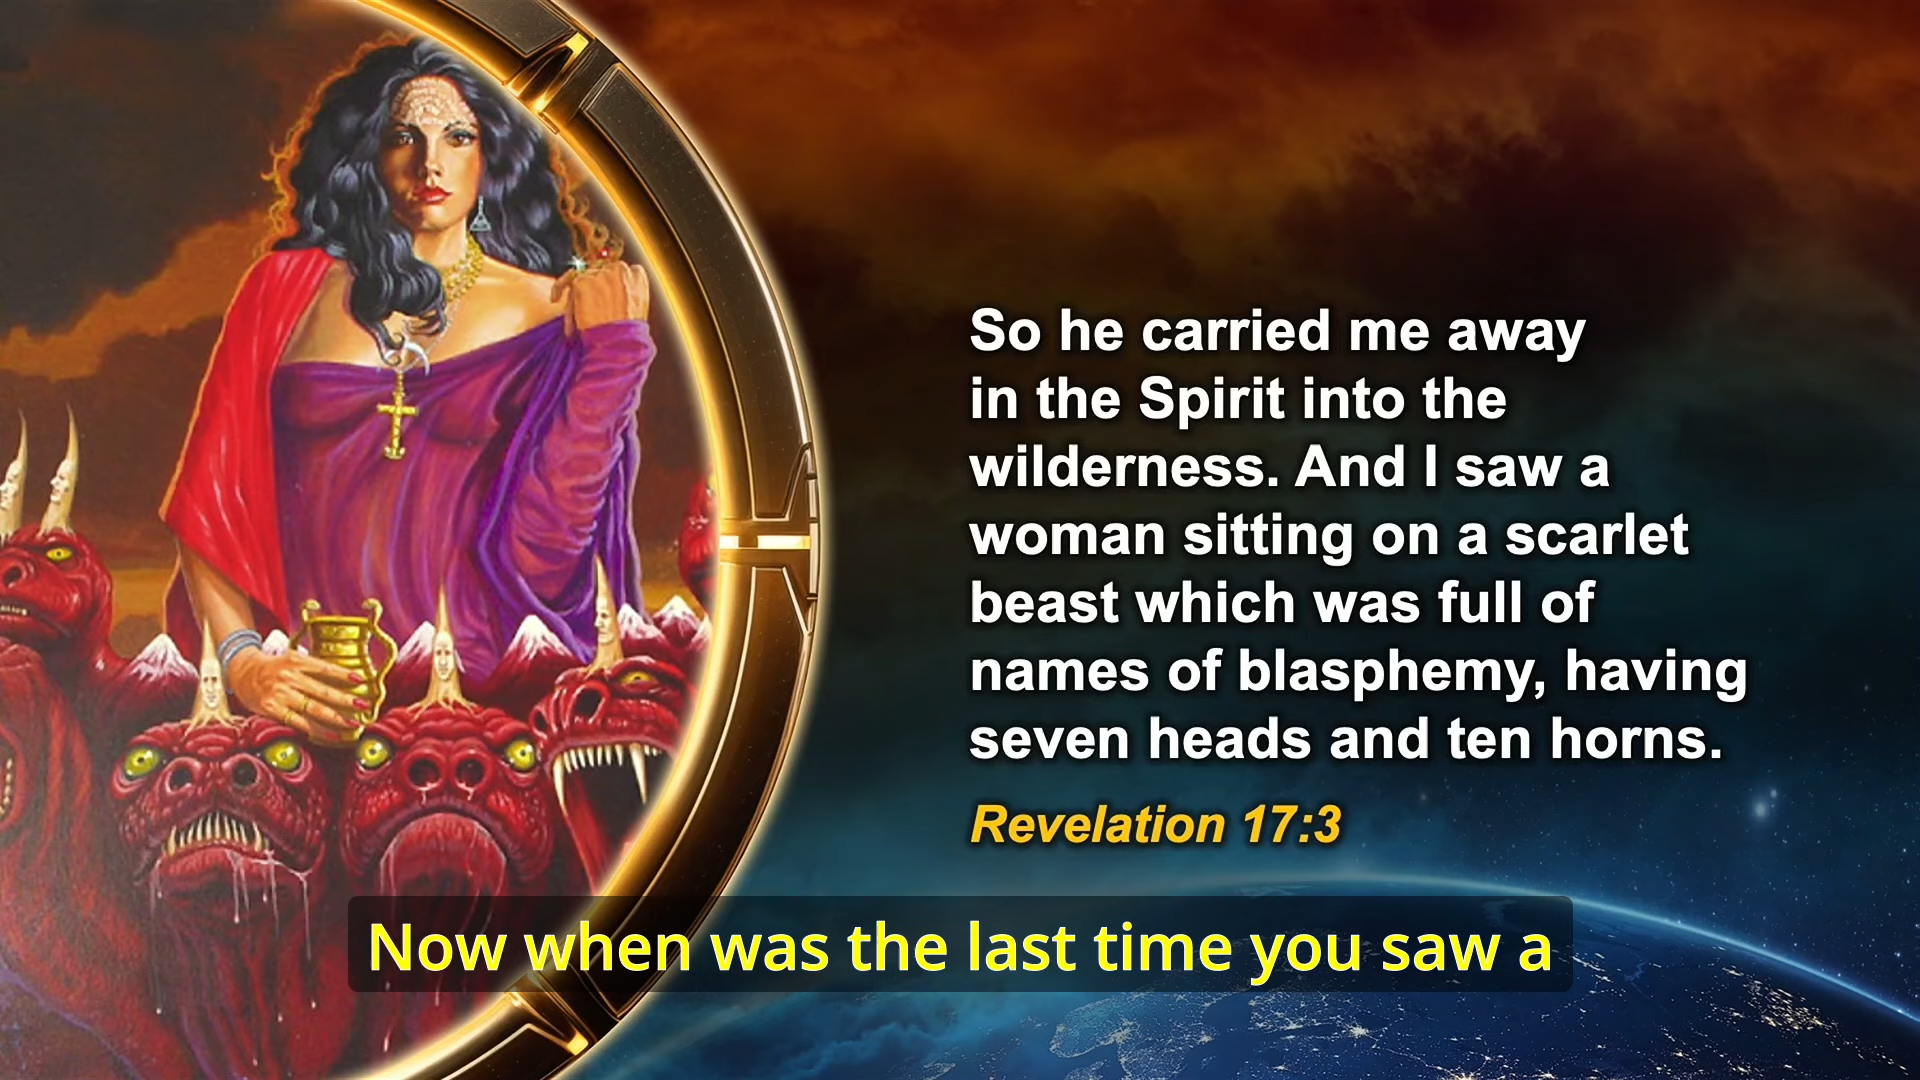 So he carried me away
in the Spirit into the
wilderness. And I saw a
woman sitting on a scarlet
beast which was full of
names of blasphemy, having
seven heads and ten horns.
Revelation 17:3
Now when was the last time you saw a